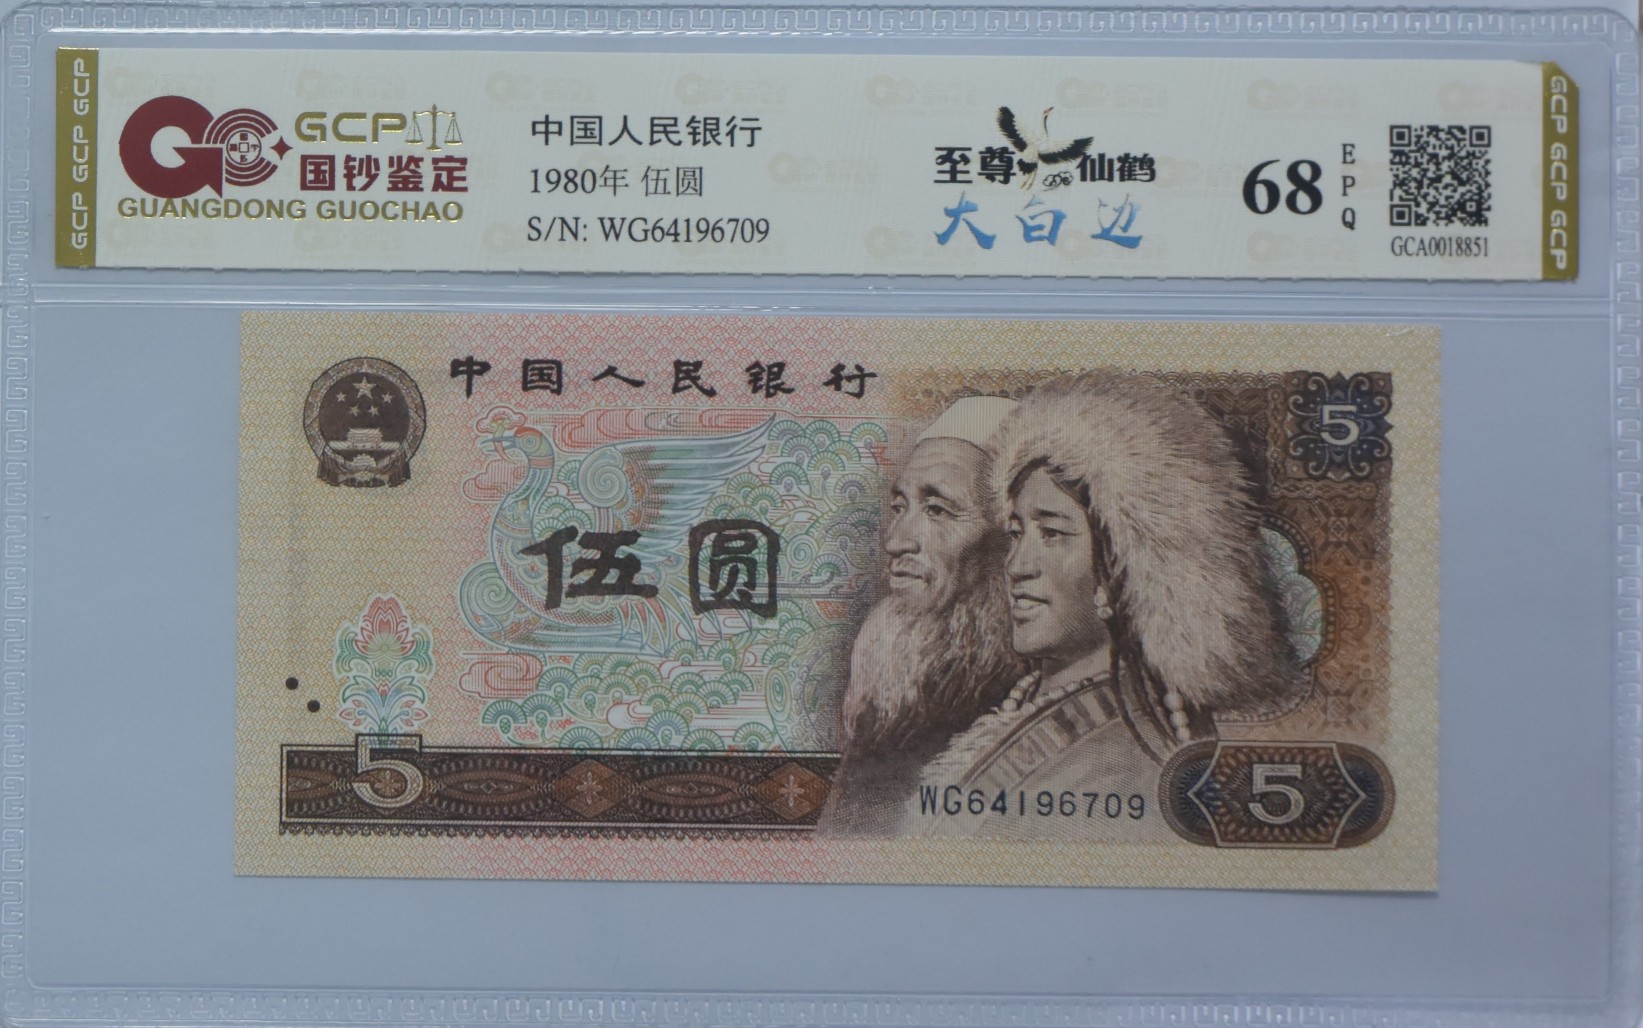 GCP GCP GCP
GCP
国钞鉴定
GUANGDONG GUOCHAO
中国人民银行
1980年 伍圆
S/N: WG64196709
至尊 仙鹤
大白边
68
EPQ
GCA0018851
GCP GCP GCP
中国人民银行
5
伍圆
5
WG64196709
5